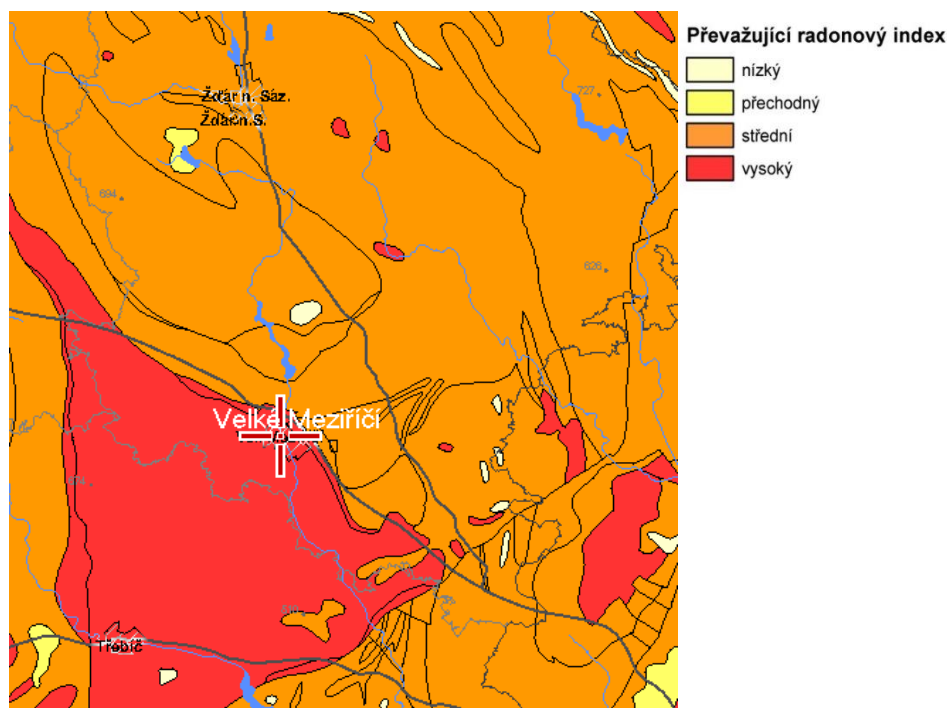 Převažující radonový index
nízký
přechodný
střední
vysoký
Žďár n. Sáz.
Žďár n.S.
727
694
626
Velké Meziříčí
Třebíč